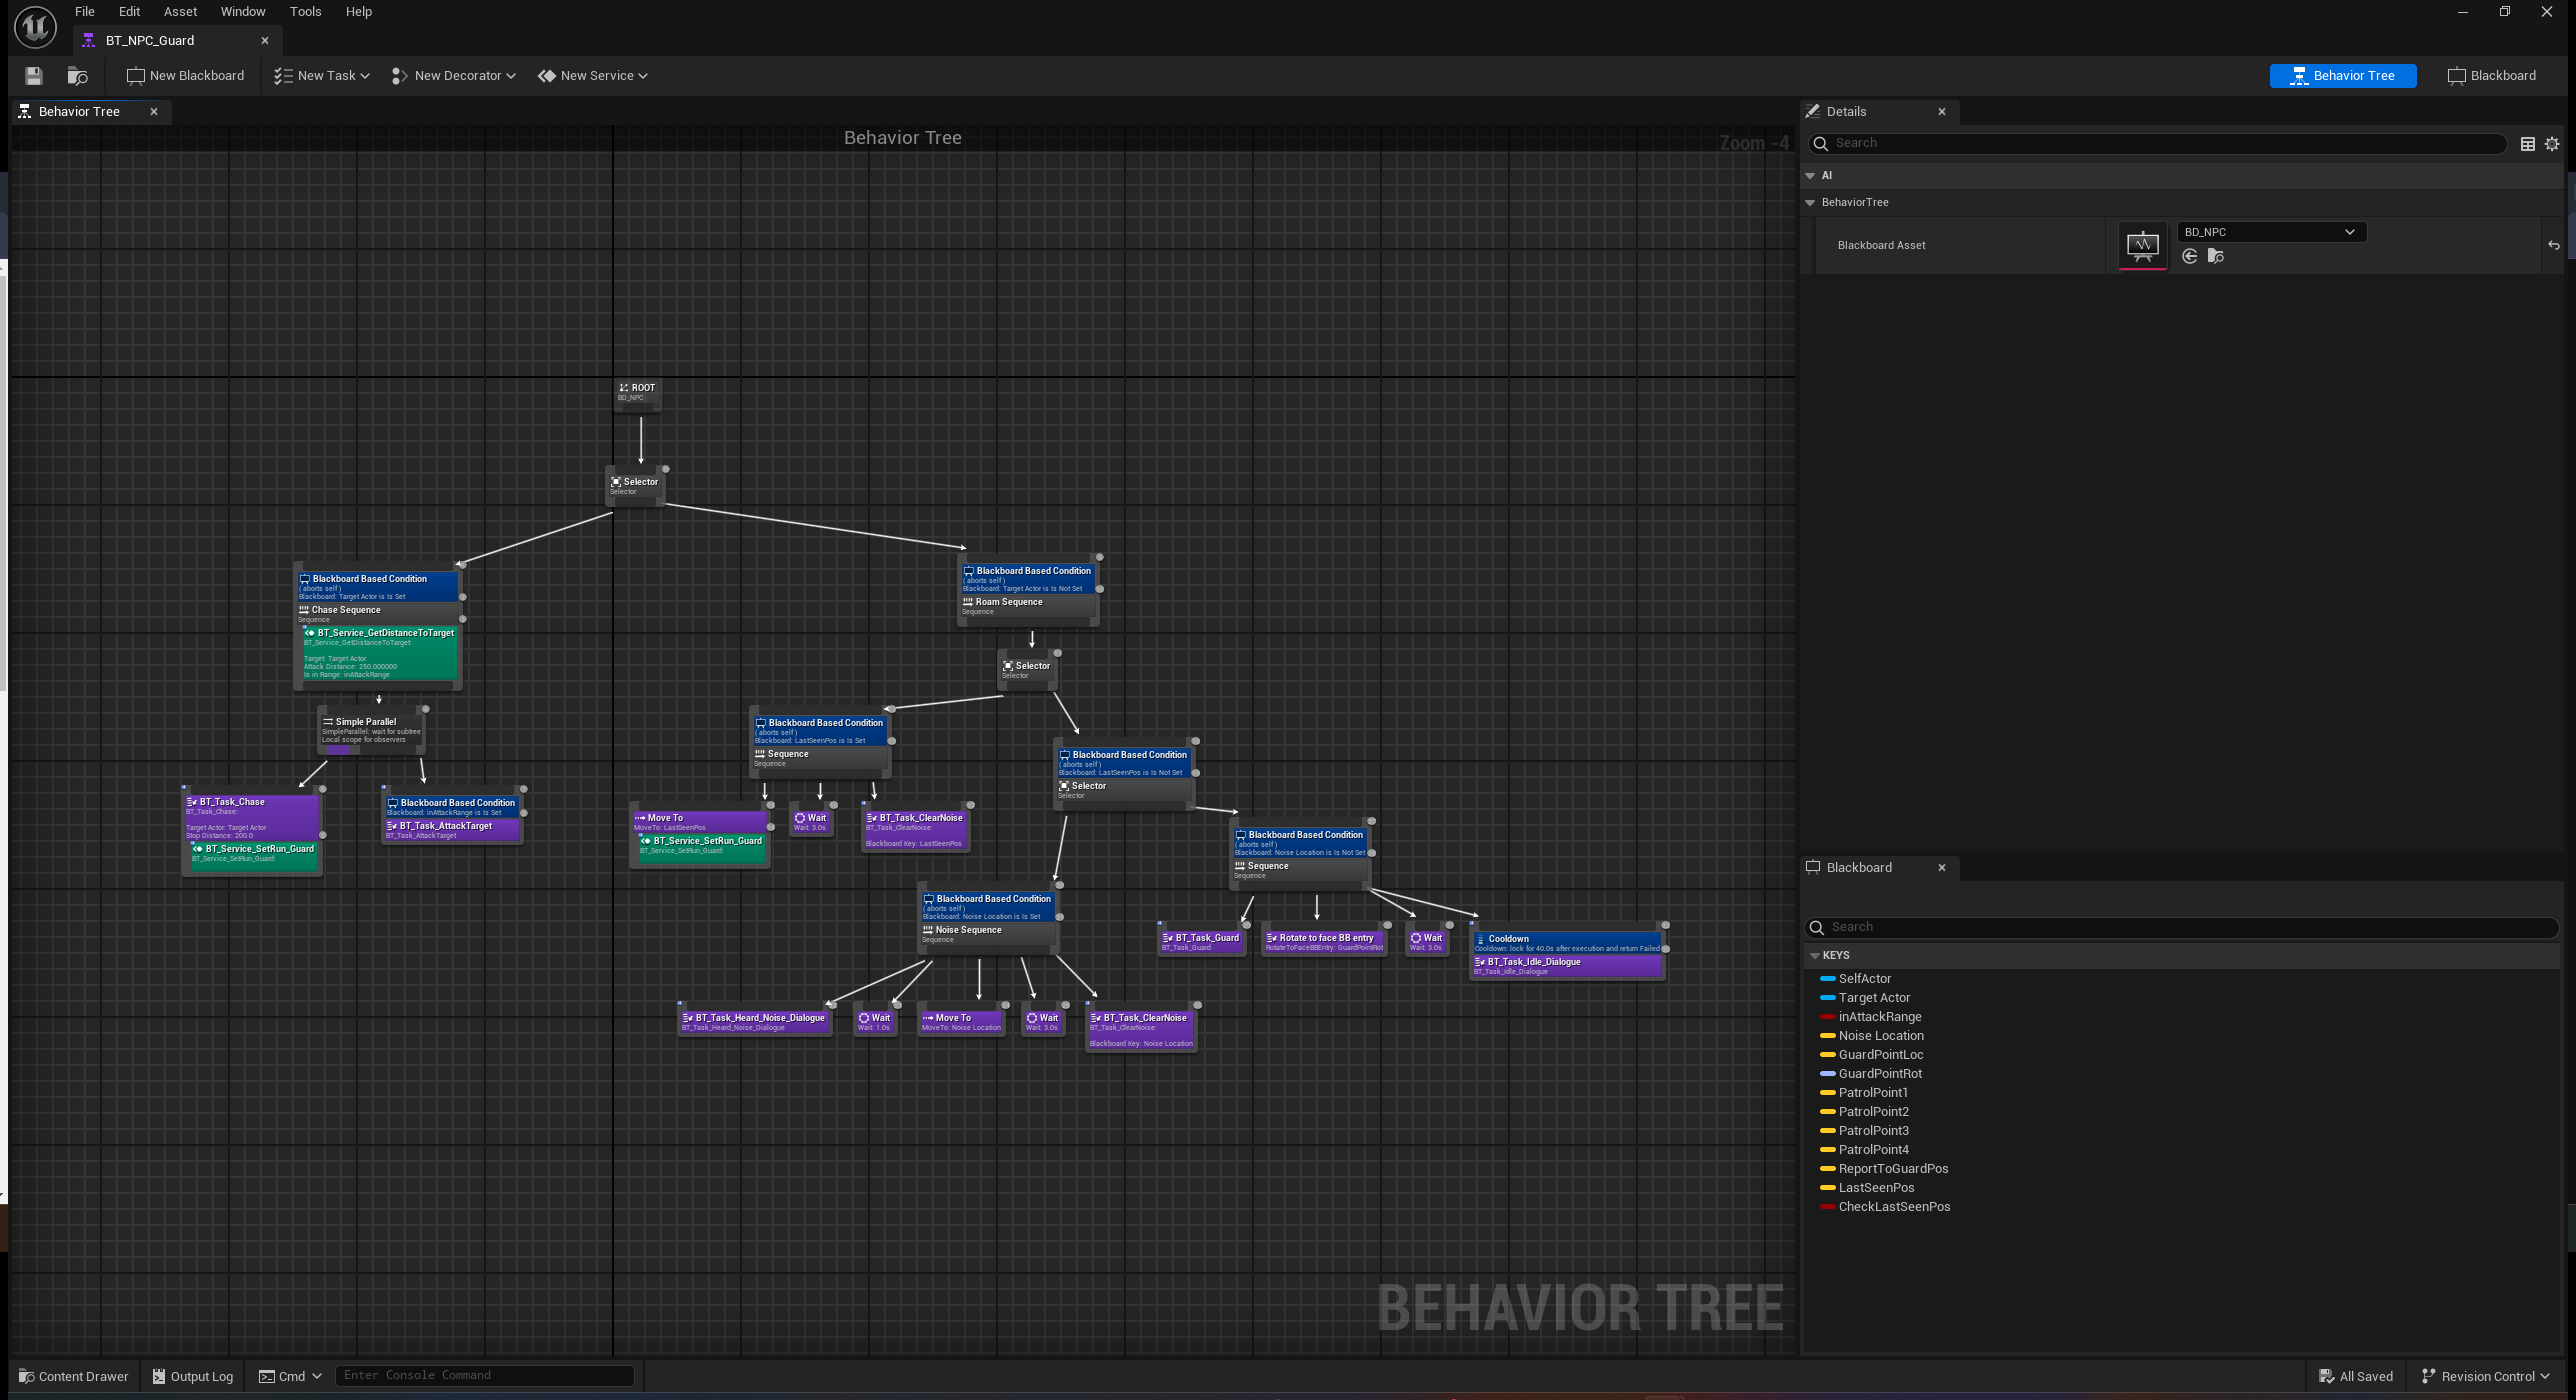 File Edit Asset Window Tools Help
BT_NPC_Guard
New Blackboard New Task New Decorator New Service Behavior Tree Blackboard
Behavior Tree
Behavior Tree
Zoom -4
ROOT
BD_NPC
Selector
Selector
Blackboard Based Condition
( aborts self )
Blackboard: Target Actor is Is Set
Chase Sequence
Sequence
BT_Service_GetDistanceToTarget
BT_Service_GetDistanceToTarget:
Target: Target Actor
Attack Distance: 250.000000
Is in Range: inAttackRange
Simple Parallel
SimpleParallel: wait for subtree
Local scope for observers
BT_Task_Chase
BT_Task_Chase:
Target Actor: Target Actor
Stop Distance: 200.0
BT_Service_SetRun_Guard
BT_Service_SetRun_Guard:
Blackboard Based Condition
Blackboard: inAttackRange is Is Set
BT_Task_AttackTarget
BT_Task_AttackTarget
Blackboard Based Condition
( aborts self )
Blackboard: Target Actor is Is Not Set
Roam Sequence
Sequence
Selector
Selector
Blackboard Based Condition
( aborts self )
Blackboard: LastSeenPos is Is Set
Sequence
Sequence
Move To
MoveTo: LastSeenPos
BT_Service_SetRun_Guard
BT_Service_SetRun_Guard:
Wait
Wait: 3.0s
BT_Task_ClearNoise
BT_Task_ClearNoise:
Blackboard Key: LastSeenPos
Blackboard Based Condition
( aborts self )
Blackboard: LastSeenPos is Is Not Set
Selector
Selector
Blackboard Based Condition
( aborts self )
Blackboard: Noise Location is Is Set
Noise Sequence
Sequence
BT_Task_Heard_Noise_Dialogue
BT_Task_Heard_Noise_Dialogue
Wait
Wait: 1.0s
Move To
MoveTo: Noise Location
Wait
Wait: 3.0s
BT_Task_ClearNoise
BT_Task_ClearNoise:
Blackboard Key: Noise Location
Blackboard Based Condition
( aborts self )
Blackboard: Noise Location is Is Not Set
Sequence
Sequence
BT_Task_Guard
BT_Task_Guard
Rotate to face BB entry
RotateToFaceBBEntry: GuardPointRot
Wait
Wait: 3.0s
Cooldown
Cooldown: lock for 40.0s after execution and return Failed
BT_Task_Idle_Dialogue
BT_Task_Idle_Dialogue
BEHAVIOR TREE
Details
Search
AI
BehaviorTree
Blackboard Asset BD_NPC
Blackboard
Search
KEYS
SelfActor
Target Actor
inAttackRange
Noise Location
GuardPointLoc
GuardPointRot
PatrolPoint1
PatrolPoint2
PatrolPoint3
PatrolPoint4
ReportToGuardPos
LastSeenPos
CheckLastSeenPos
Content Drawer Output Log Cmd Enter Console Command All Saved Revision Control